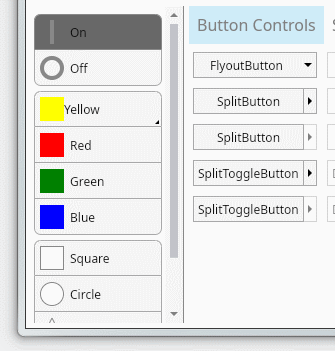 On
Off
Yellow
Red
Green
Blue
Square
Circle
Button Controls
FlyoutButton
SplitButton
SplitButton
SplitToggleButton
SplitToggleButton